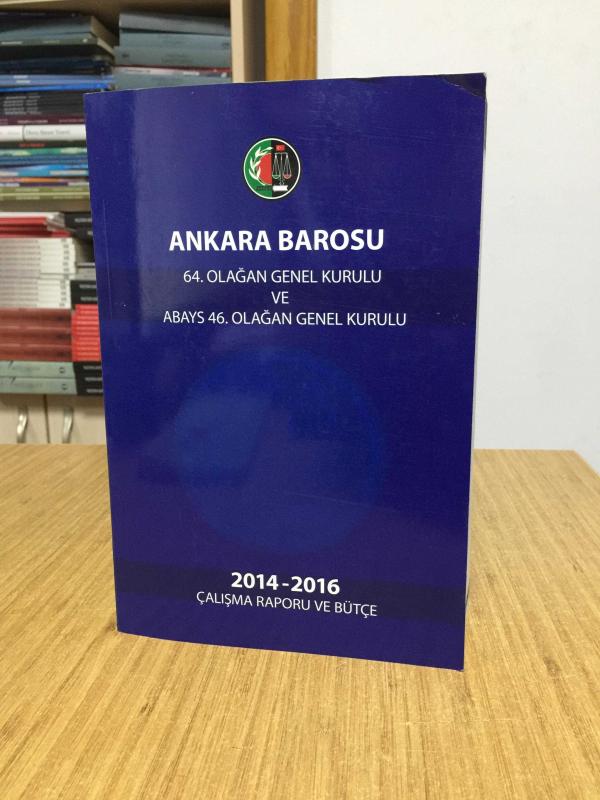 ANKARA BAROSU
64. OLAĞAN GENEL KURULU
VE
ABAYS 46. OLAĞAN GENEL KURULU
2014-2016
ÇALIŞMA RAPORU VE BÜTÇE